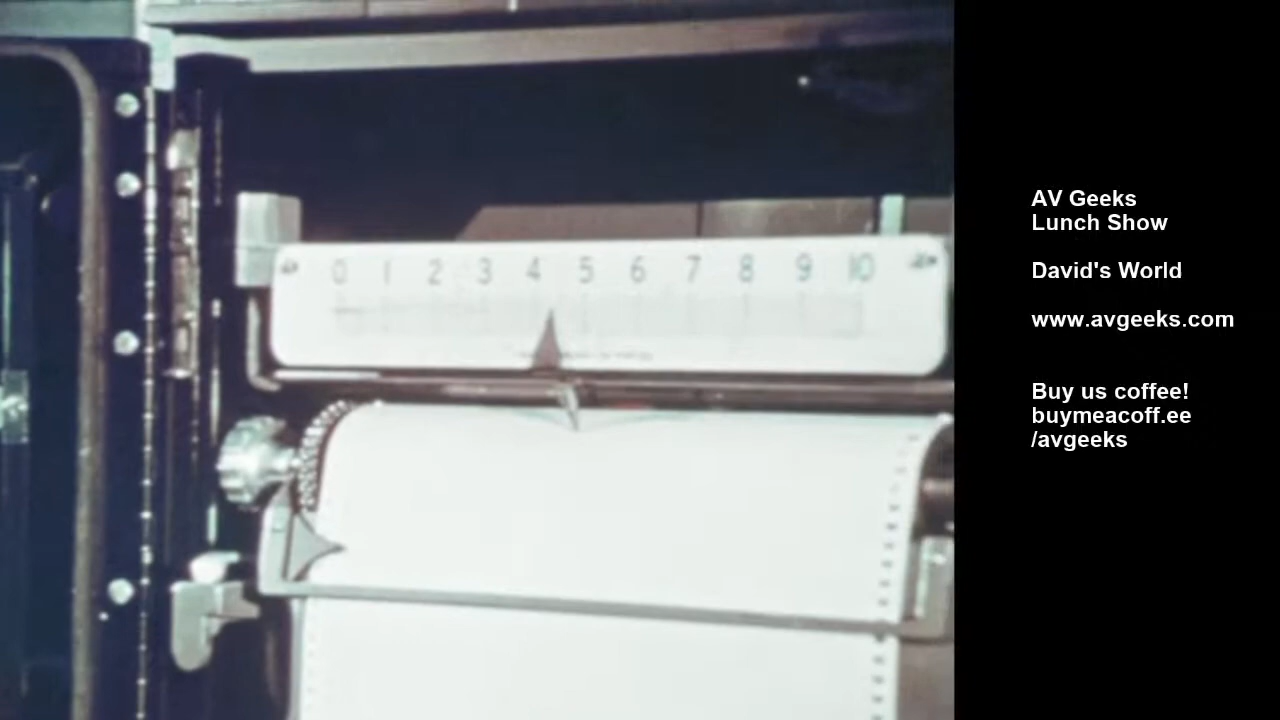 0 1 2 3 4 5 6 7 8 9 10
AV Geeks
Lunch Show
David's World
www.avgeeks.com
Buy us coffee!
buymeacoff.ee
/avgeeks